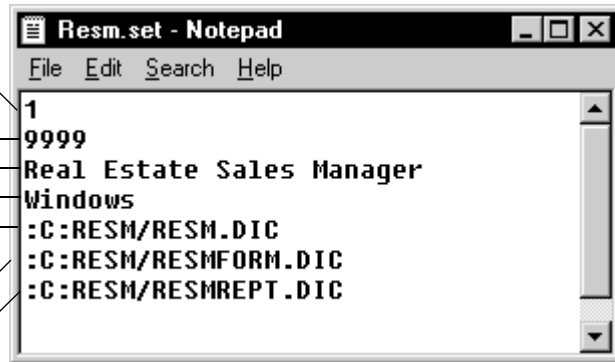 Resm.set - Notepad
File Edit Search Help
1
9999
Real Estate Sales Manager
Windows
:C:RESM/RESM.DIC
:C:RESM/RESMFORM.DIC
:C:RESM/RESMREPT.DIC